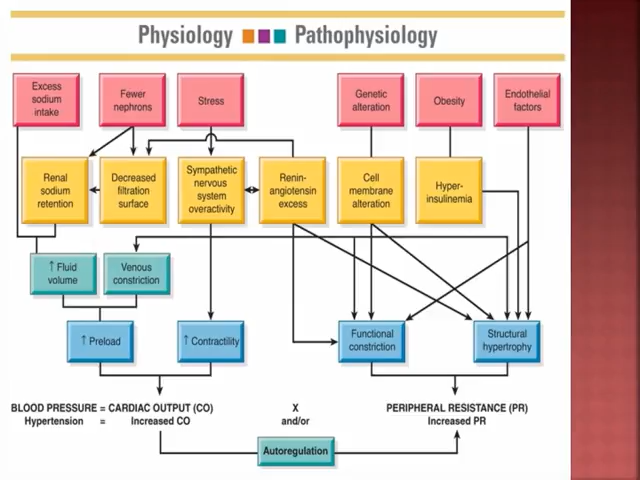 Physiology Pathophysiology
Excess
sodium
intake
Fewer
nephrons
Stress
Genetic
alteration
Obesity
Endothelial
factors
Renal
sodium
retention
Decreased
filtration
surface
Sympathetic
nervous
system
overactivity
Renin-
angiotensin
excess
Cell
membrane
alteration
Hyper-
insulinemia
↑ Fluid
volume
Venous
constriction
↑ Preload
↑ Contractility
Functional
constriction
Structural
hypertrophy
BLOOD PRESSURE = CARDIAC OUTPUT (CO) X PERIPHERAL RESISTANCE (PR)
Hypertension = Increased CO and/or Increased PR
Autoregulation